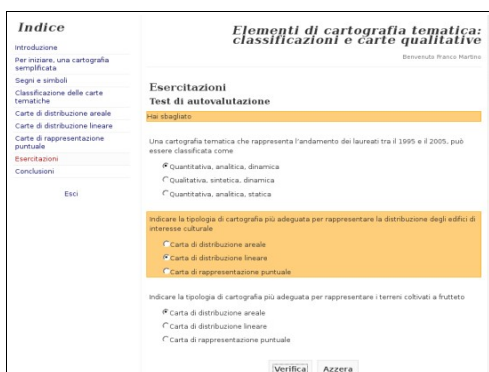 Indice
Introduzione
Per iniziare, una cartografia
semplificata
Segni e simboli
Classificazione delle carte
tematiche
Carte di distribuzione areale
Carte di distribuzione lineare
Carte di rappresentazione
puntuale
Esercitazioni
Conclusioni
Esci
Elementi di cartografia tematica:
classificazioni e carte qualitative
Benvenuto Franco Martino
Esercitazioni
Test di autovalutazione
Hai sbagliato
Una cartografia tematica che rappresenta l'andamento dei laureati tra il 1995 e il 2005, può
essere classificata come
Quantitativa, analitica, dinamica
Qualitativa, sintetica, dinamica
Quantitativa, analitica, statica
Indicare la tipologia di cartografia più adeguata per rappresentare la distribuzione degli edifici di
interesse culturale
Carta di distribuzione areale
Carta di distribuzione lineare
Carta di rappresentazione puntuale
Indicare la tipologia di cartografia più adeguata per rappresentare i terreni coltivati a frutteto
Carta di distribuzione areale
Carta di distribuzione lineare
Carta di rappresentazione puntuale
Verifica Azzera